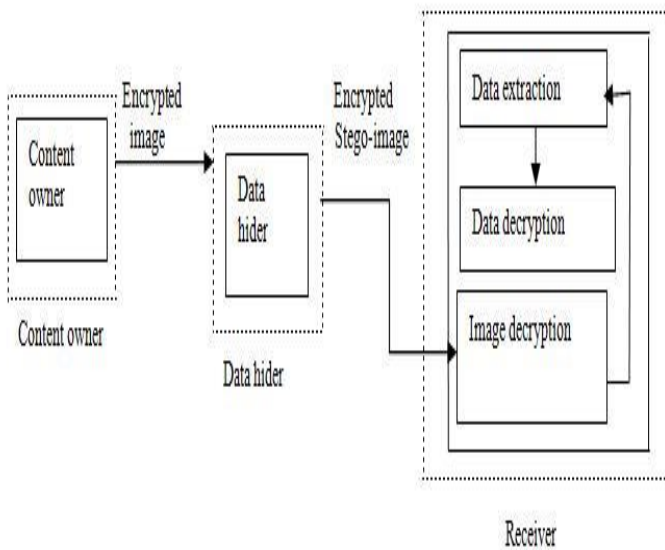 Content
owner
Content owner
Encrypted
image
Data
hider
Data hider
Encrypted
Stego-image
Data extraction
Data decryption
Image decryption
Receiver